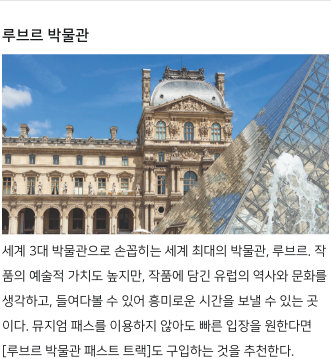 루브르 박물관
세계 3대 박물관으로 손꼽히는 세계 최대의 박물관, 루브르. 작
품의 예술적 가치도 높지만, 작품에 담긴 유럽의 역사와 문화를
생각하고, 들여다볼 수 있어 흥미로운 시간을 보낼 수 있는 곳
이다. 뮤지엄 패스를 이용하지 않아도 빠른 입장을 원한다면
[루브르 박물관 패스트 트랙]도 구입하는 것을 추천한다.